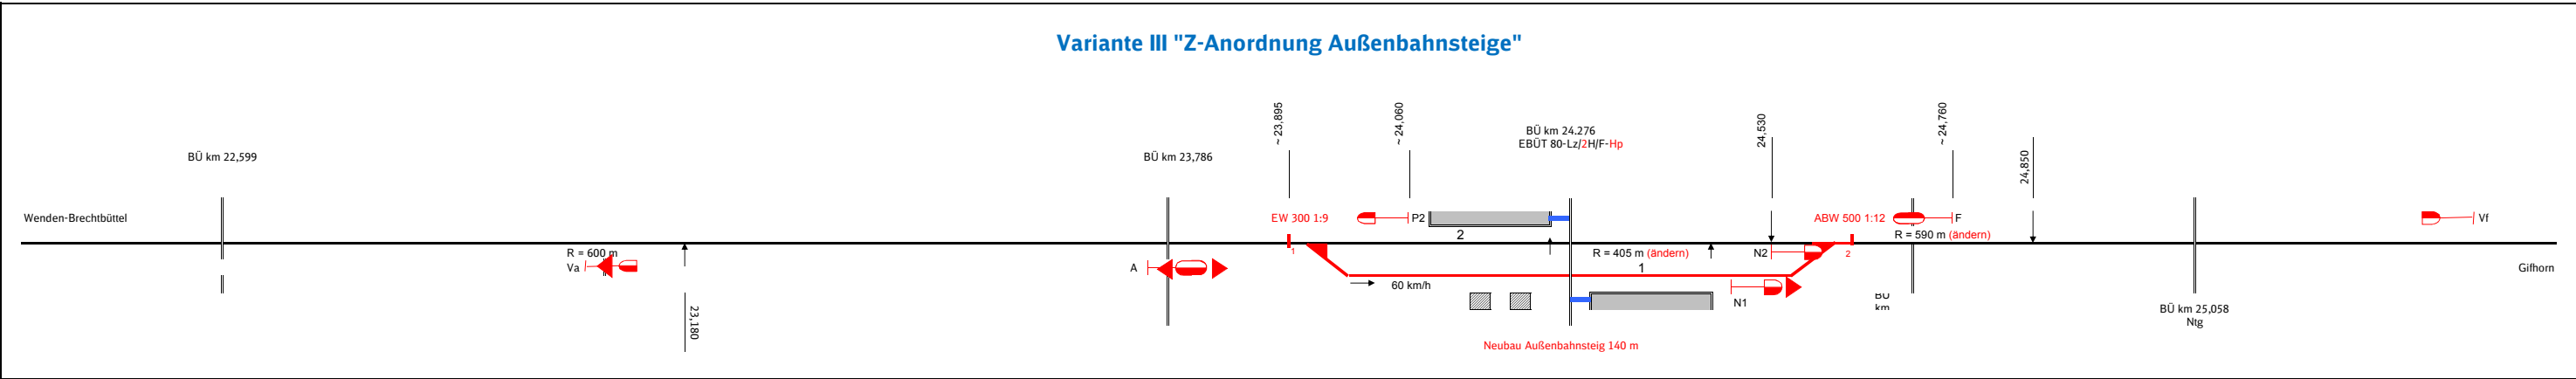 Variante III "Z-Anordnung Außenbahnsteige"
~ 23,895
~ 24,060
24,530
~ 24,760
24,850
BÜ km 24.276
EBÜT 80-Lz/2H/F-Hp
BÜ km 22,599
BÜ km 23,786
Wenden-Brechtbüttel
EW 300 1:9
P2
ABW 500 1:12
F
Vf
2
R = 590 m (ändern)
R = 600 m
1
R = 405 m (ändern)
N2
2
Va
A
1
Gifhorn
60 km/h
N1
BÜ
km
23,180
BÜ km 25,058
Ntg
Neubau Außenbahnsteig 140 m